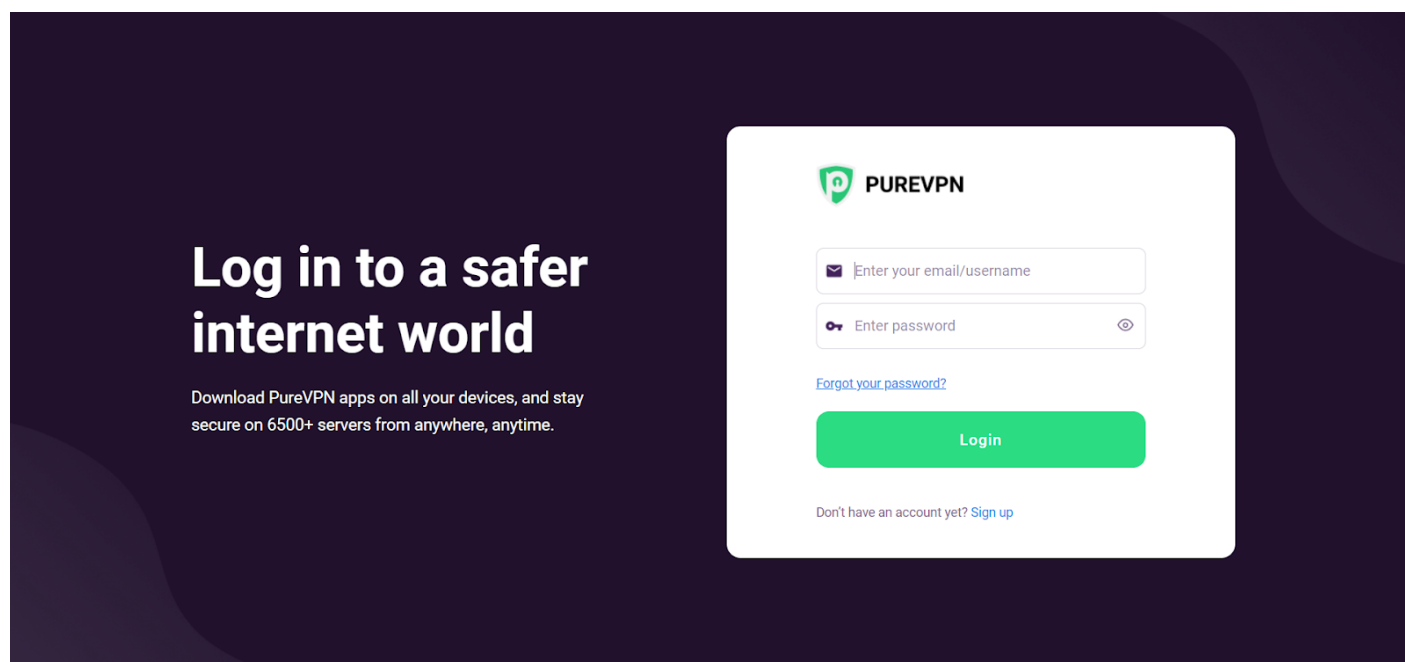 Log in to a safer
internet world
Download PureVPN apps on all your devices, and stay
secure on 6500+ servers from anywhere, anytime.
PUREVPN
Enter your email/username
Enter password
Forgot your password?
Login
Don't have an account yet? Sign up